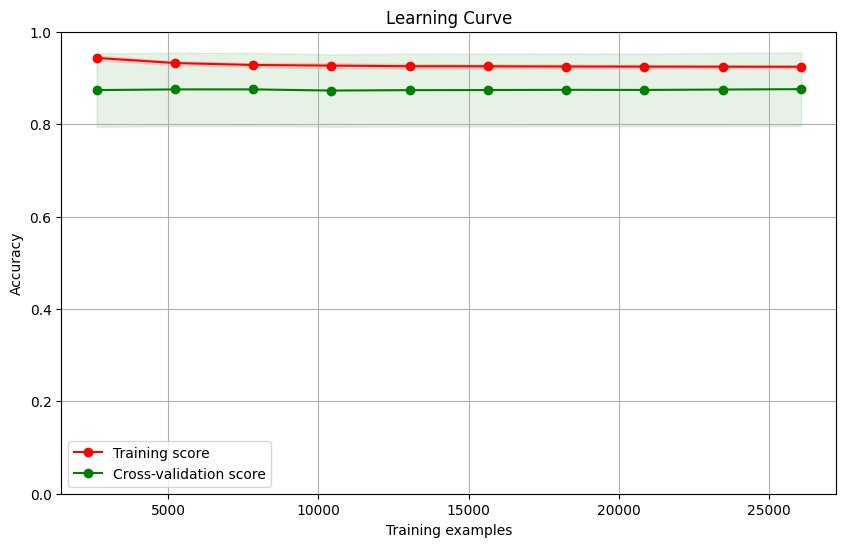 Learning Curve
1.0
0.8
0.6
0.4
0.2
0.0
Accuracy
Training score
Cross-validation score
5000 10000 15000 20000 25000
Training examples